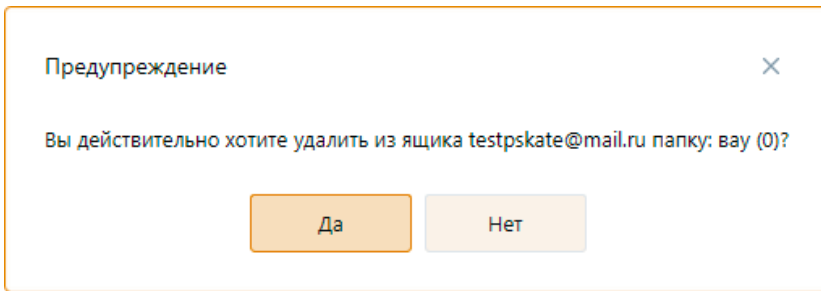 Предупреждение
Вы действительно хотите удалить из ящика testpskate@mail.ru папку: вау (0)?
Да
Нет